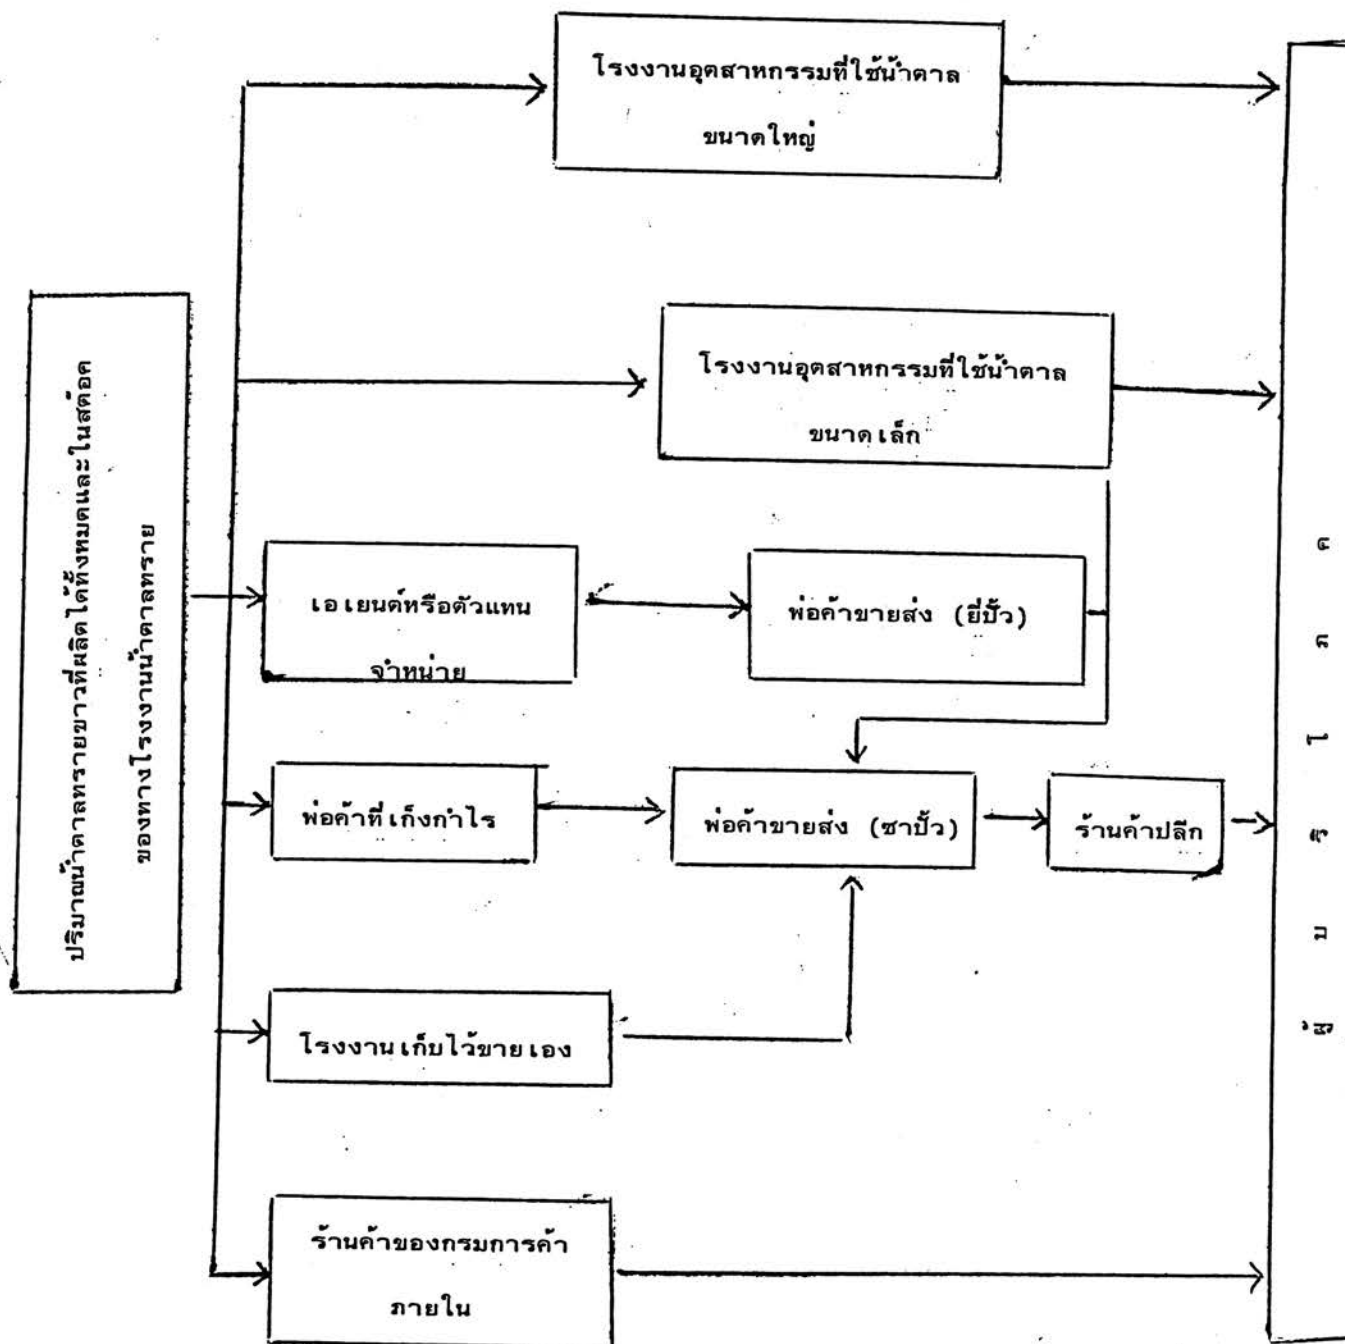 โรงงานอุตสาหกรรมที่ใช้น้ำตาล
ขนาดใหญ่
โรงงานอุตสาหกรรมที่ใช้น้ำตาล
ขนาดเล็ก
ปริมาณน้ำตาลทรายขาวที่ผลิตได้ทั้งหมดและในสต๊อค
ของทางโรงงานน้ำตาลทราย
เอเยนต์หรือตัวแทน
จำหน่าย
พ่อค้าขายส่ง (ยี่ปั๊ว)
พ่อค้าที่เก็งกำไร
พ่อค้าขายส่ง (ซาปั๊ว)
ร้านค้าปลีก
โรงงานเก็บไว้ขายเอง
ร้านค้าของกรมการค้า
ภายใน
ผู้บริโภค